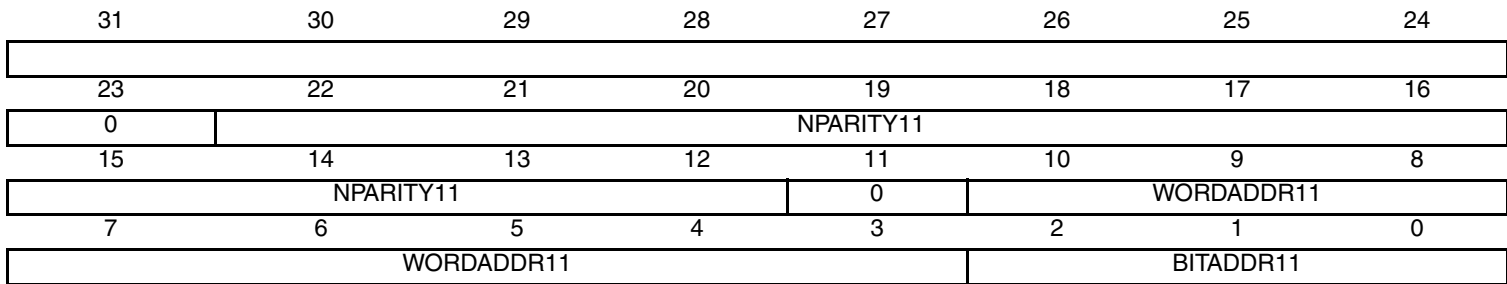 31 30 29 28 27 26 25 24
23 22 21 20 19 18 17 16
0 NPARITY11
15 14 13 12 11 10 9 8
NPARITY11 0 WORDADDR11
7 6 5 4 3 2 1 0
WORDADDR11 BITADDR11